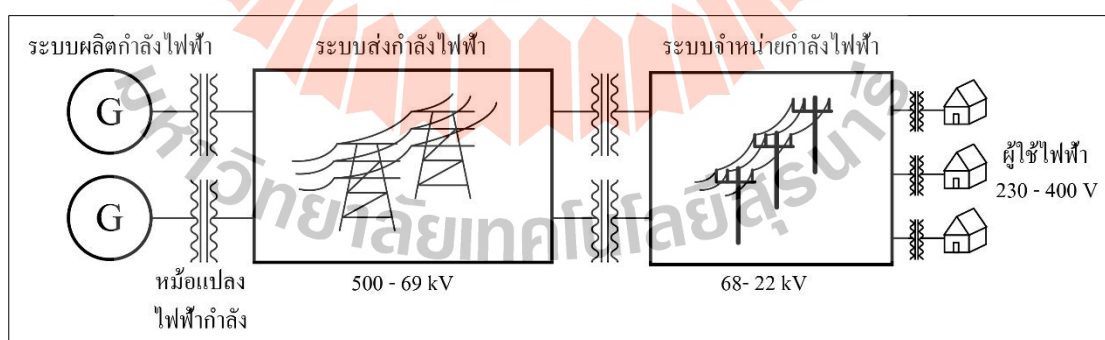 ระบบผลิตกำลังไฟฟ้า
ระบบส่งกำลังไฟฟ้า
ระบบจำหน่ายกำลังไฟฟ้า
G
G
ผู้ใช้ไฟฟ้า
230 - 400 V
หม้อแปลง
ไฟฟ้ากำลัง
500 - 69 kV
68- 22 kV
มหาวิทยาลัยเทคโนโลยีสุรนารี